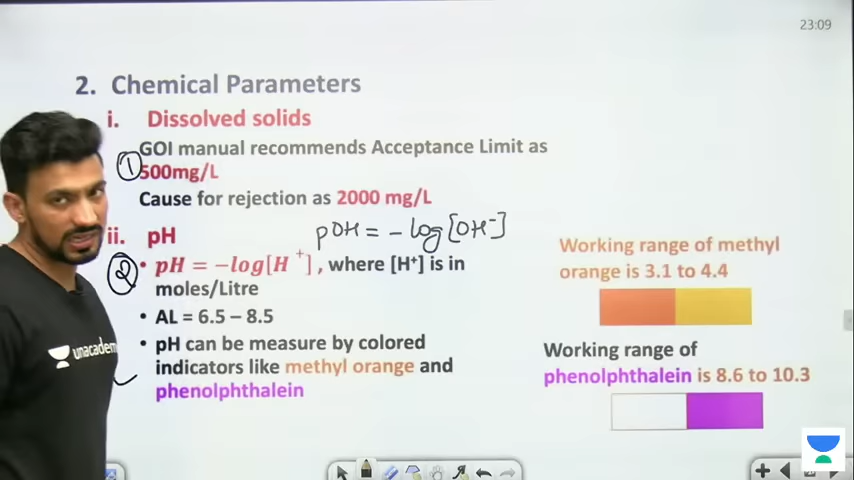 23:09
2. Chemical Parameters
i. Dissolved solids
① GOI manual recommends Acceptance Limit as
500mg/L
Cause for rejection as 2000 mg/L
pOH = - log[OH⁻]
ii. pH
② • pH = −log[H⁺] , where [H⁺] is in
moles/Litre
• AL = 6.5 – 8.5
• pH can be measure by colored
indicators like methyl orange and
phenolphthalein
Working range of methyl
orange is 3.1 to 4.4
Working range of
phenolphthalein is 8.6 to 10.3
unacadem